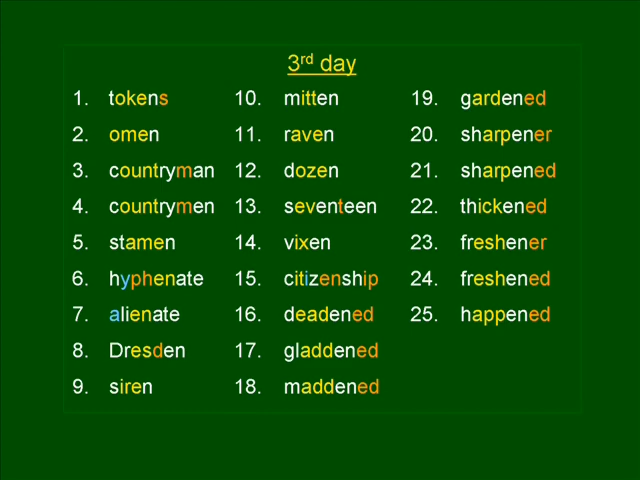 3rd day
1. tokens
2. omen
3. countryman
4. countrymen
5. stamen
6. hyphenate
7. alienate
8. Dresden
9. siren
10. mitten
11. raven
12. dozen
13. seventeen
14. vixen
15. citizenship
16. deadened
17. gladdened
18. maddened
19. gardened
20. sharpener
21. sharpened
22. thickened
23. freshener
24. freshened
25. happened